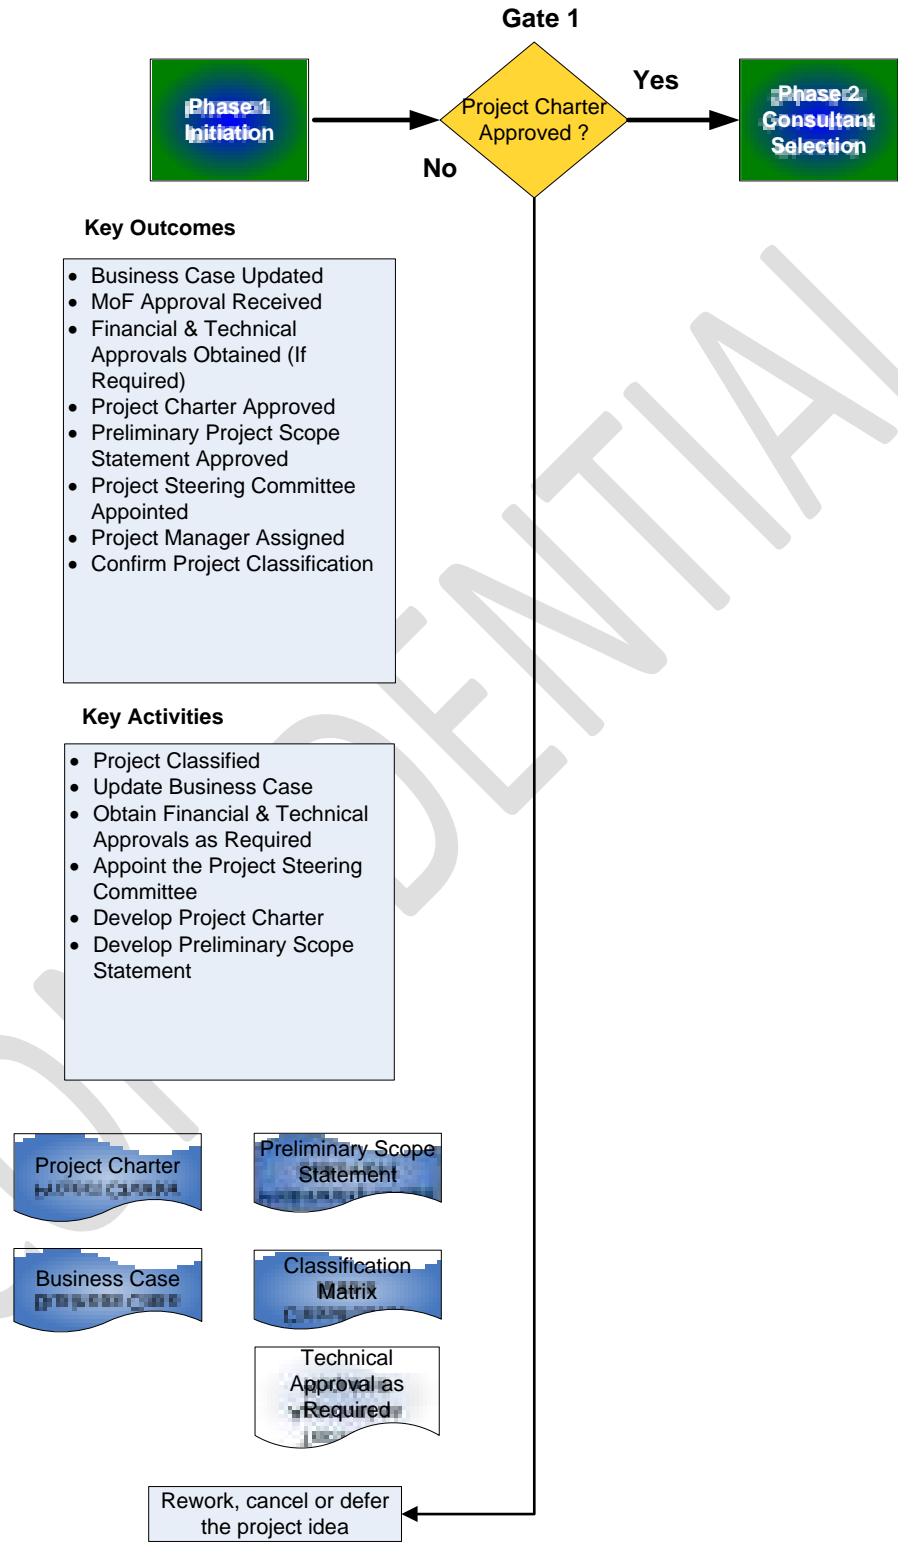 Gate 1
Phase 1
Initiation
Project Charter
Approved ?
Yes
No
Phase 2
Consultant
Selection
Key Outcomes
• Business Case Updated
• MoF Approval Received
• Financial & Technical
Approvals Obtained (If
Required)
• Project Charter Approved
• Preliminary Project Scope
Statement Approved
• Project Steering Committee
Appointed
• Project Manager Assigned
• Confirm Project Classification
Key Activities
• Project Classified
• Update Business Case
• Obtain Financial & Technical
Approvals as Required
• Appoint the Project Steering
Committee
• Develop Project Charter
• Develop Preliminary Scope
Statement
Project Charter
Preliminary Scope
Statement
Business Case
Classification
Matrix
Technical
Approval as
Required
Rework, cancel or defer
the project idea
CONFIDENTIAL